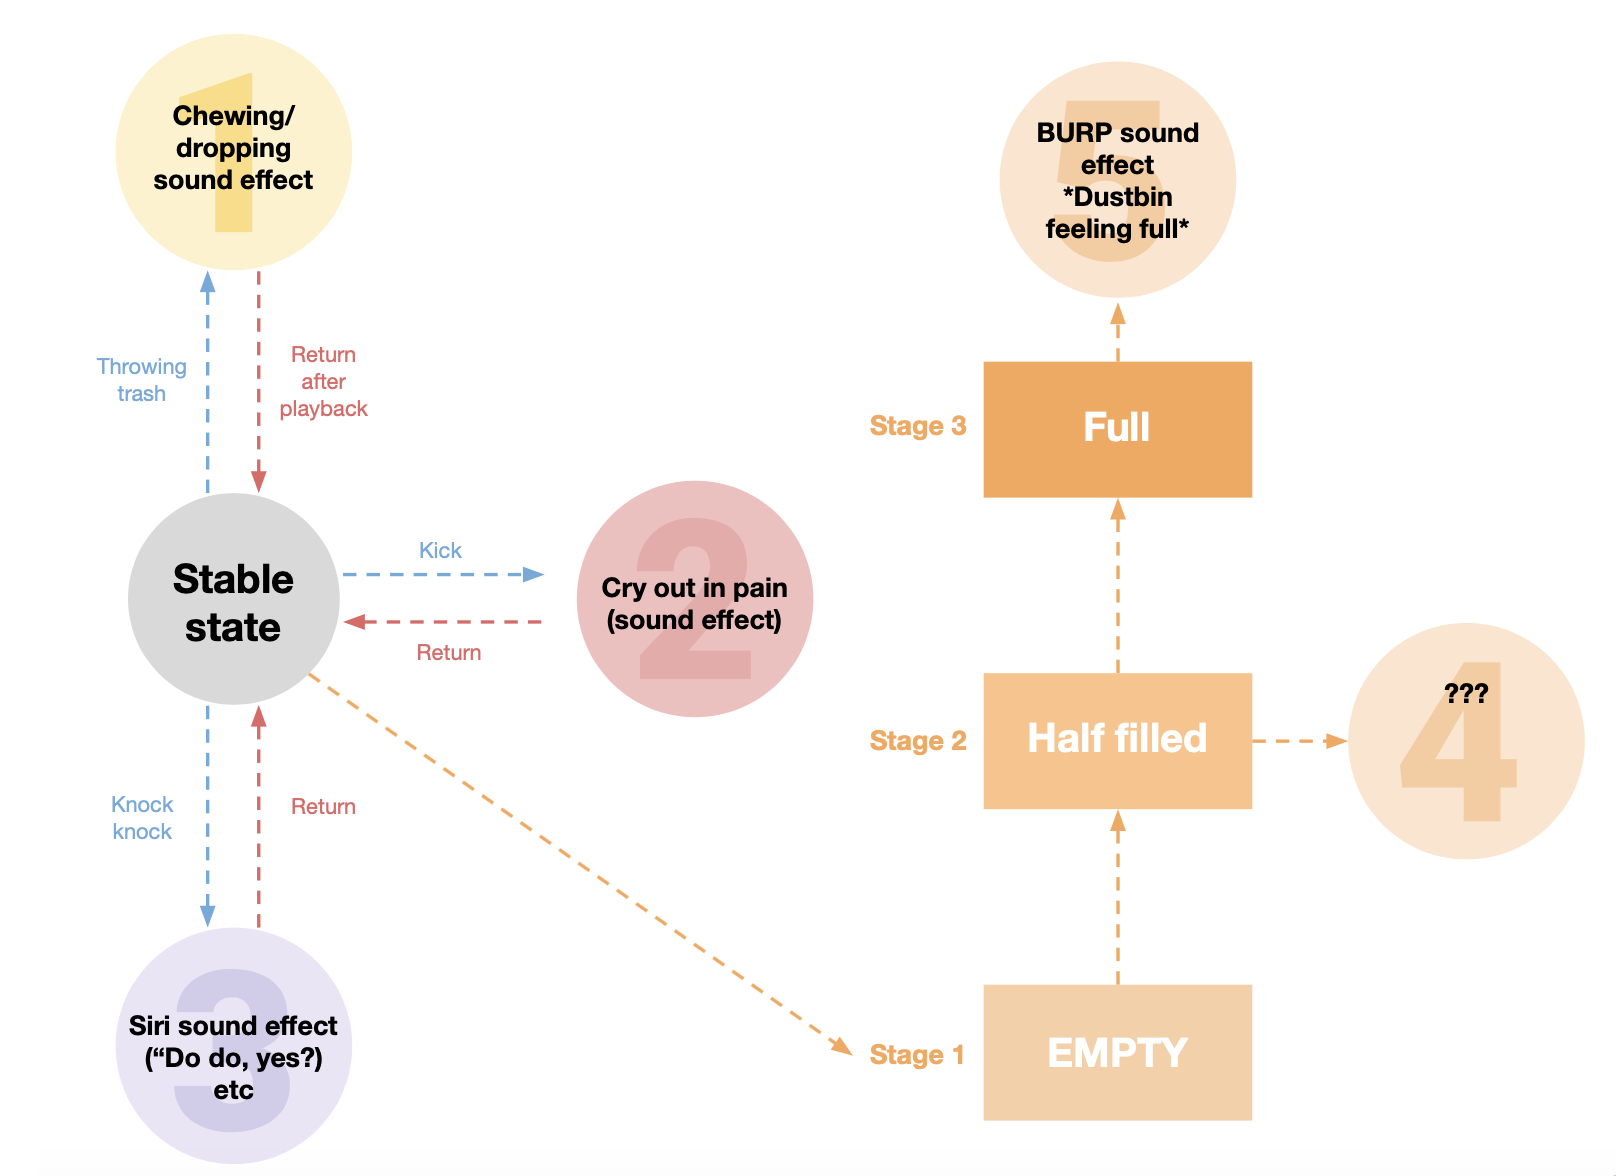 1
Chewing/
dropping
sound effect
Throwing
trash
Return
after
playback
Stable
state
Kick
Return
2
Cry out in pain
(sound effect)
Knock
knock
Return
3
Siri sound effect
(“Do do, yes?)
etc
5
BURP sound
effect
*Dustbin
feeling full*
Stage 3
Full
Stage 2
Half filled
4
???
Stage 1
EMPTY